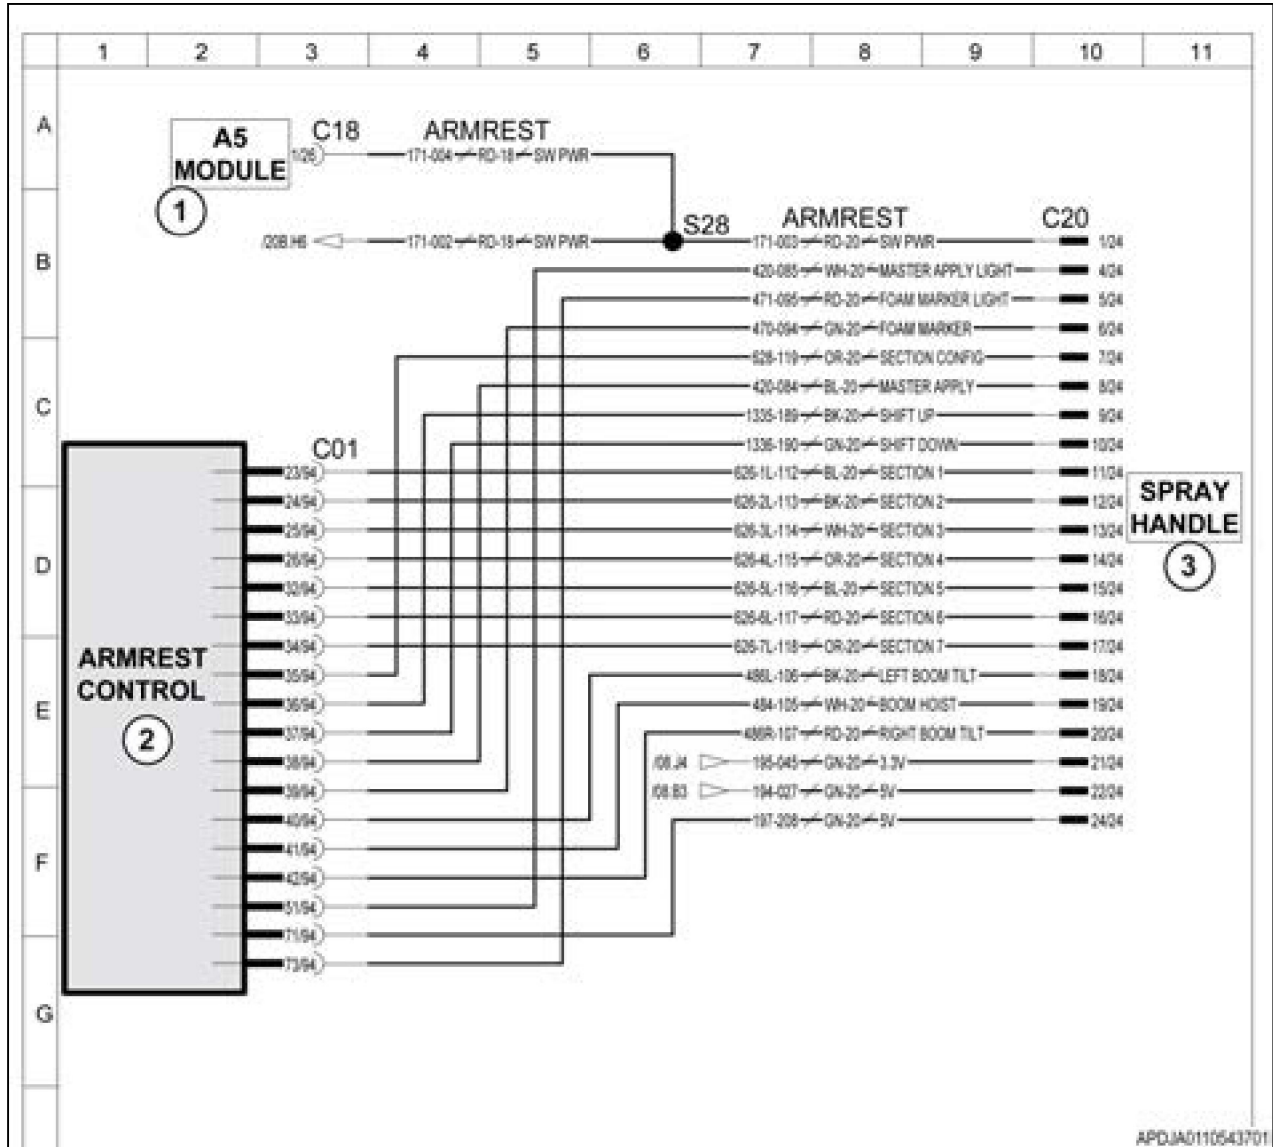 1 2 3 4 5 6 7 8 9 10 11
A
A5
MODULE
C18
ARMREST
1/26 171-004 RD-18 SW PWR
1
S28
ARMREST
C20
B
/20B.H6 171-002 RD-18 SW PWR 171-003 RD-20 SW PWR 1/24
420-085 WH-20 MASTER APPLY LIGHT 4/24
471-095 RD-20 FOAM MARKER LIGHT 5/24
470-094 GN-20 FOAM MARKER 6/24
628-119 OR-20 SECTION CONFIG 7/24
C
420-084 BL-20 MASTER APPLY 8/24
1335-189 BK-20 SHIFT UP 9/24
1336-190 GN-20 SHIFT DOWN 10/24
C01
23/94 626-1L-112 BL-20 SECTION 1 11/24
24/94 626-2L-113 BK-20 SECTION 2 12/24
25/94 626-3L-114 WH-20 SECTION 3 13/24
D
26/94 626-4L-115 OR-20 SECTION 4 14/24
32/94 626-5L-116 BL-20 SECTION 5 15/24
33/94 626-6L-117 RD-20 SECTION 6 16/24
34/94 626-7L-118 OR-20 SECTION 7 17/24
SPRAY
HANDLE
3
ARMREST
CONTROL
2
35/94 486L-106 BK-20 LEFT BOOM TILT 18/24
E
36/94 484-105 WH-20 BOOM HOIST 19/24
37/94 486R-107 RD-20 RIGHT BOOM TILT 20/24
38/94 /08.J4 195-045 GN-20 3.3V 21/24
39/94 /08.B3 194-027 GN-20 5V 22/24
40/94 197-208 GN-20 5V 24/24
F
41/94
42/94
51/94
71/94
73/94
G
APDJA0110543701